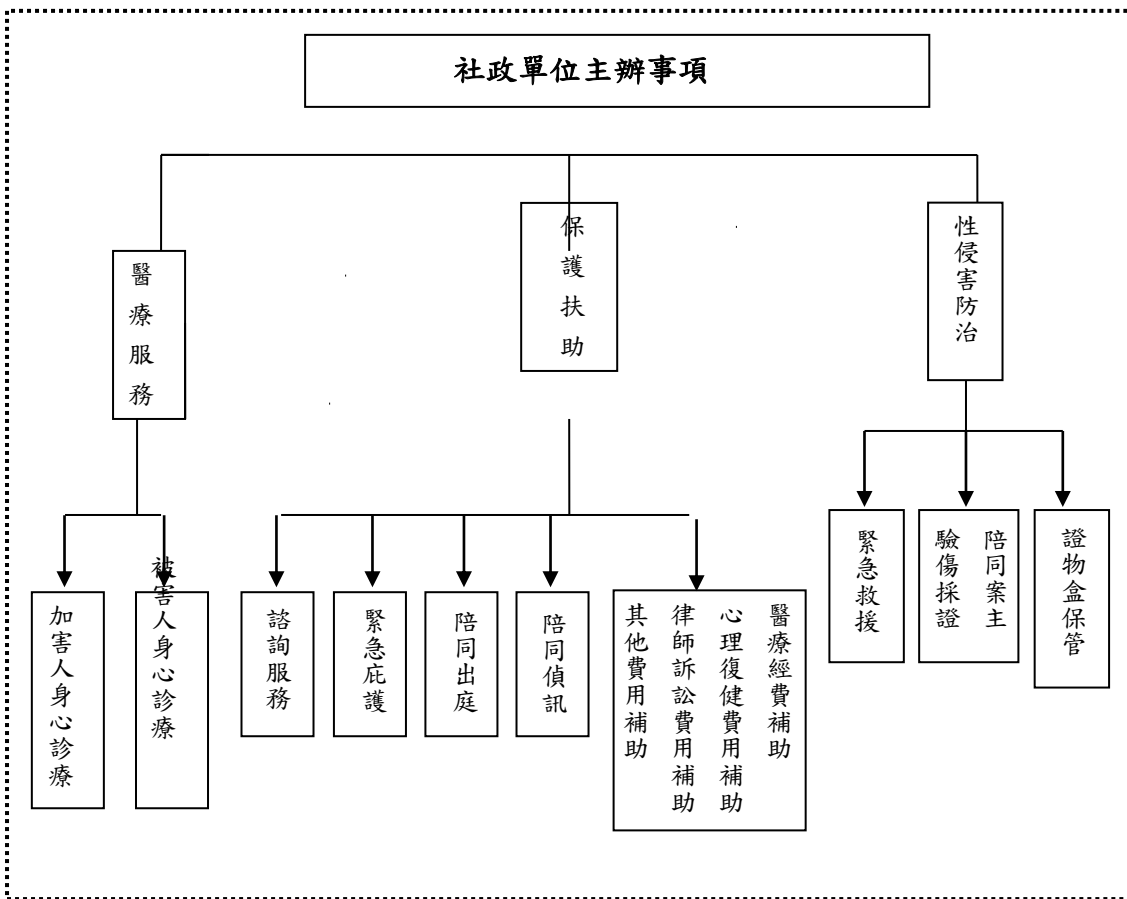 社政單位主辦事項
醫療服務
保護扶助
性侵害防治
加害人身心診療
被害人身心診療
諮詢服務
緊急庇護
陪同出庭
陪同偵訊
醫療經費補助
心理復健費用補助
律師訴訟費用補助
其他費用補助
緊急救援
陪同案主
驗傷採證
證物盒保管